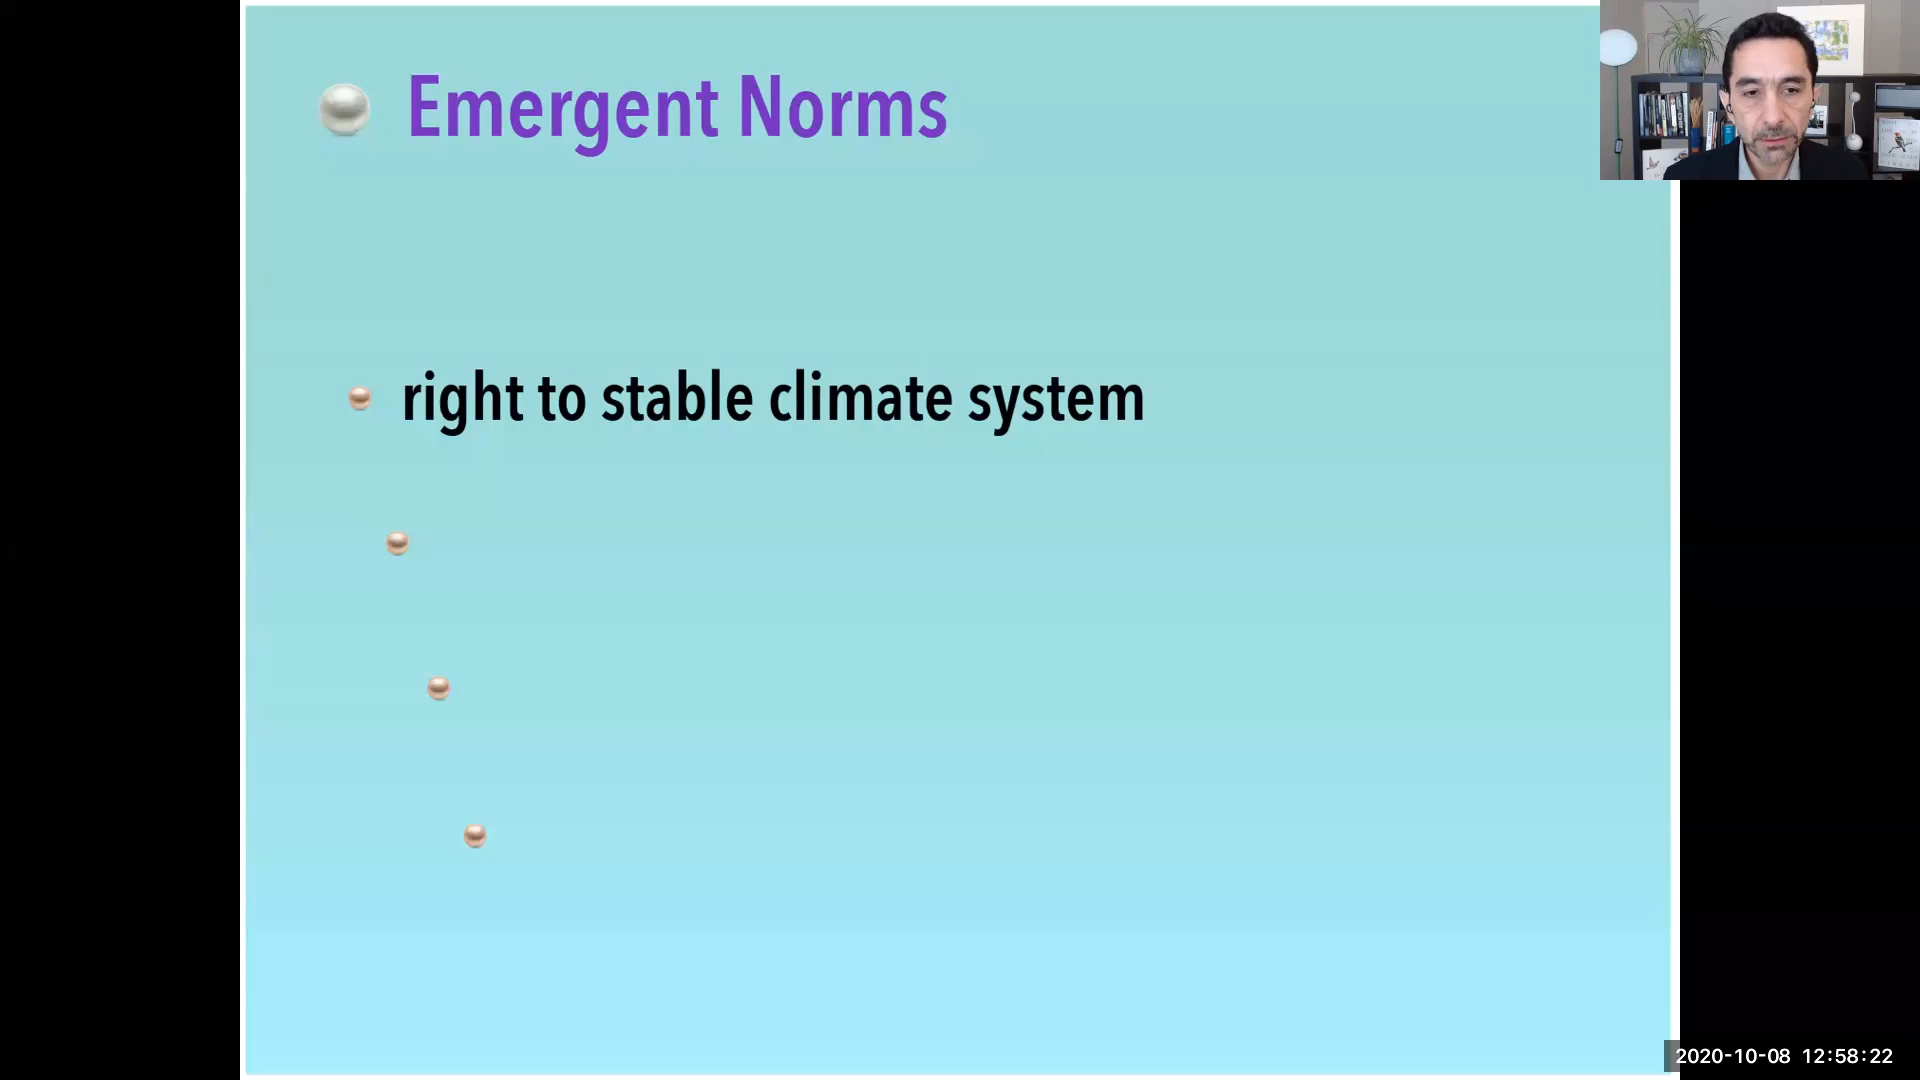 Emergent Norms
right to stable climate system
2020-10-08 12:58:22